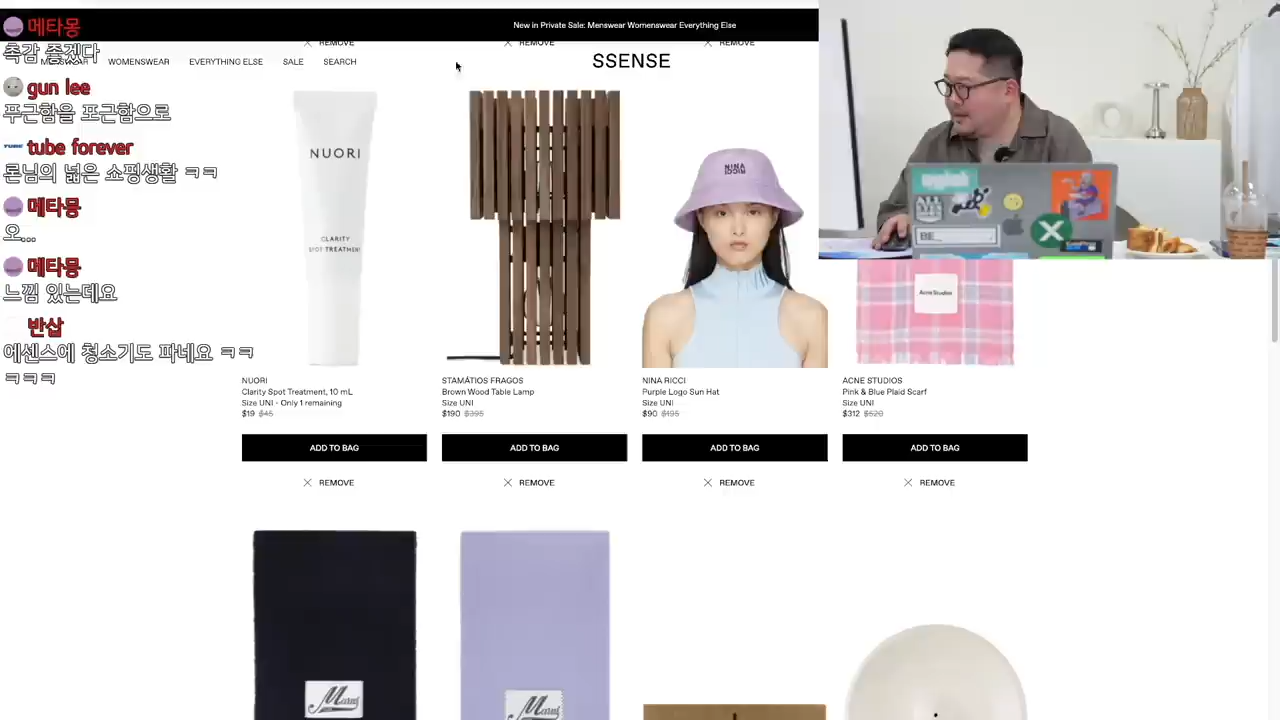 New in Private Sale: Menswear Womenswear Everything Else
메타몽
촉감 좋겠다
gun lee
푸근함을 포근함으로
tube forever
론님의 넓은 쇼핑생활 ㅋㅋ
메타몽
오...
메타몽
느낌 있는데요
반삽
에센스에 청소기도 파네요 ㅋㅋ
ㅋㅋㅋ
REMOVE
REMOVE
REMOVE
MENSWEAR
WOMENSWEAR
EVERYTHING ELSE
SALE
SEARCH
SSENSE
NUORI
CLARITY
SPOT TREATMENT
NINA
RICCI
Acne Studios
BE
NUORI
Clarity Spot Treatment, 10 mL
Size UNI - Only 1 remaining
$19 $45
STAMÁTIOS FRAGOS
Brown Wood Table Lamp
Size UNI
$190 $395
NINA RICCI
Purple Logo Sun Hat
Size UNI
$90 $195
ACNE STUDIOS
Pink & Blue Plaid Scarf
Size UNI
$312 $520
ADD TO BAG
ADD TO BAG
ADD TO BAG
ADD TO BAG
REMOVE
REMOVE
REMOVE
REMOVE
Marni
Marni